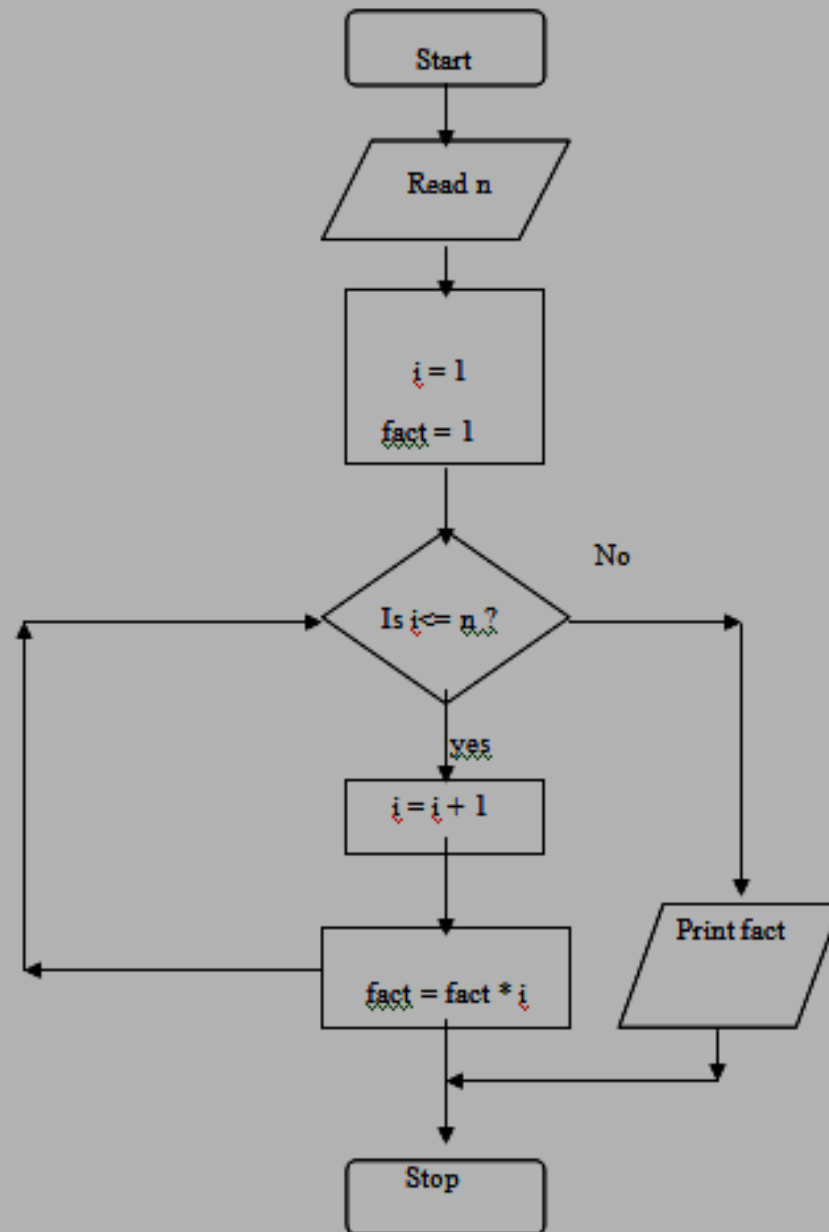 Start
Read n
i = 1
fact = 1
No
Is i<= n ?
yes
i = i + 1
Print fact
fact = fact * i
Stop